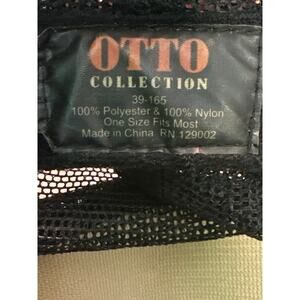 OTTO
COLLECTION
39-165
100% Polyester & 100% Nylon
One Size Fits Most
Made in China RN 129002